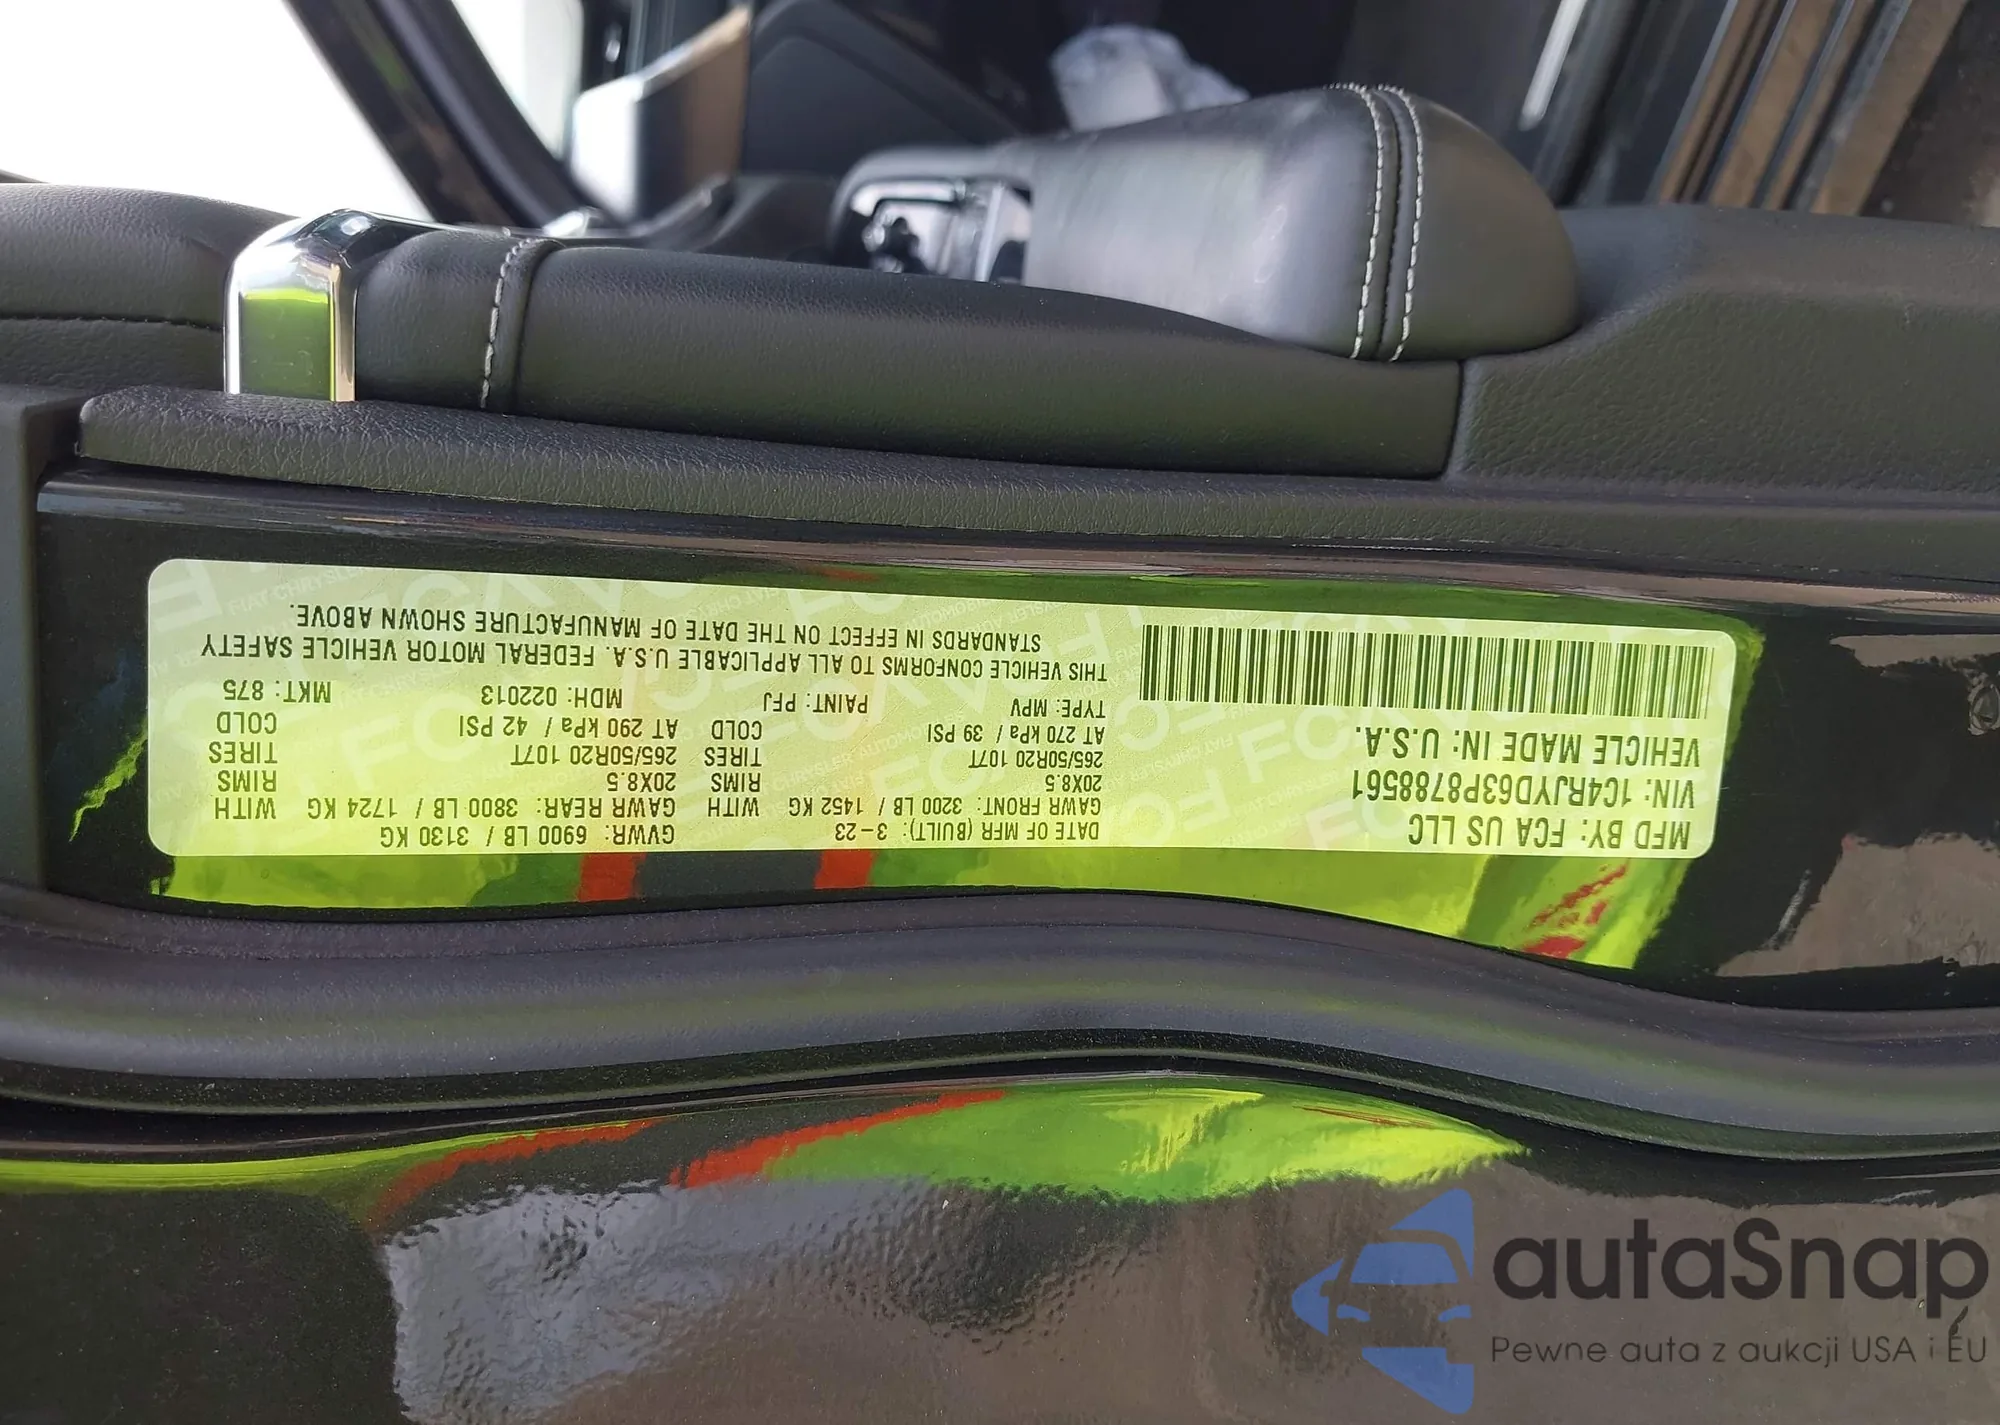 MFD BY: FCA US LLC
DATE OF MFR (BUILT): 3-23
GVWR: 6900 LB / 3130 KG
VIN: 1C4RJYD63P8788561
GAWR FRONT: 3200 LB / 1452 KG WITH
GAWR REAR: 3800 LB / 1724 KG WITH
20X8.5 RIMS
20X8.5 RIMS
VEHICLE MADE IN: U.S.A.
265/50R20 107T TIRES
265/50R20 107T TIRES
AT 270 kPa / 39 PSI COLD
AT 290 kPa / 42 PSI COLD
TYPE: MPV PAINT: PFJ MDH: 022013 MKT: 875
THIS VEHICLE CONFORMS TO ALL APPLICABLE U.S.A. FEDERAL MOTOR VEHICLE SAFETY
STANDARDS IN EFFECT ON THE DATE OF MANUFACTURE SHOWN ABOVE.
autaSnap
Pewne auta z aukcji USA i EU